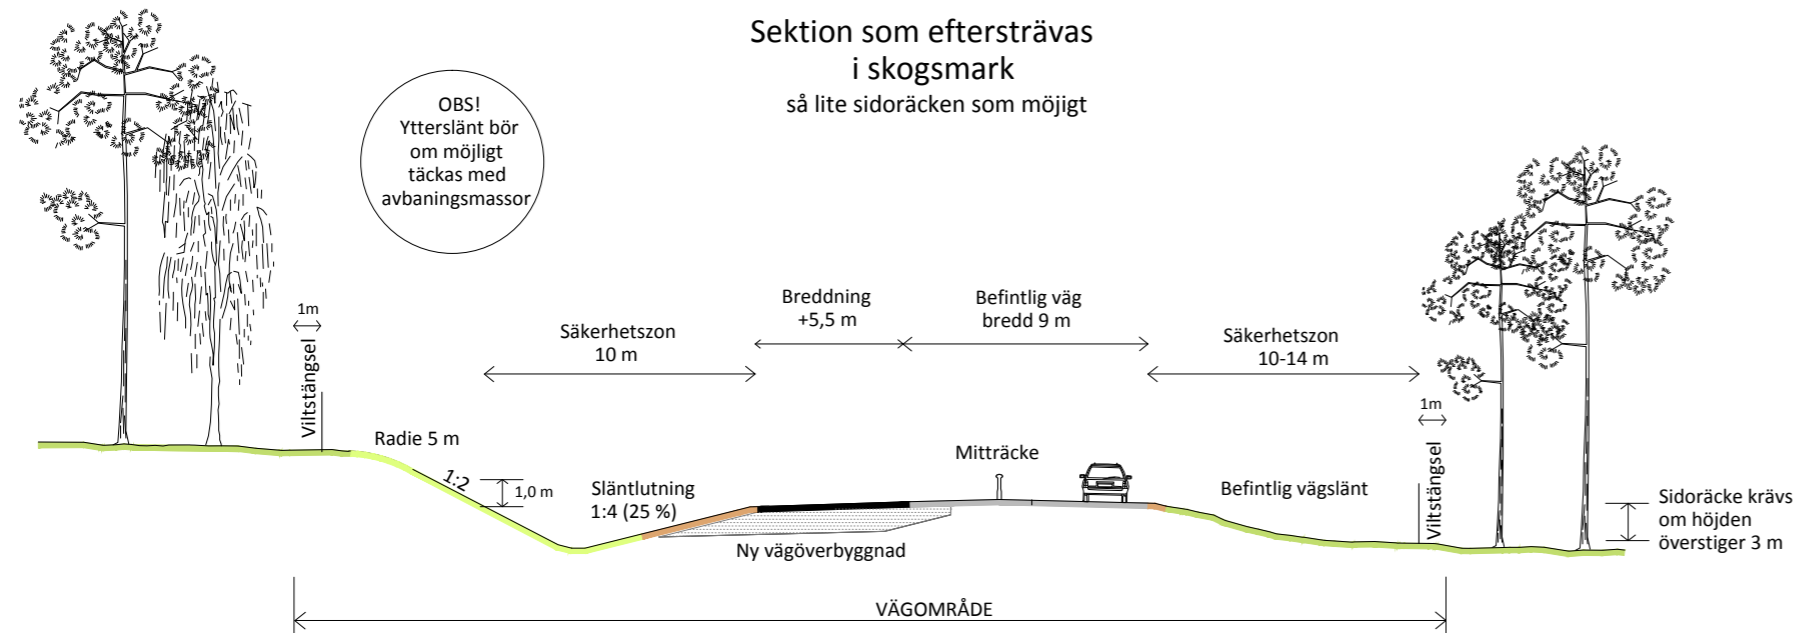 Sektion som eftersträvas
i skogsmark
så lite sidoräcken som möjigt
OBS!
Ytterslänt bör
om möjligt
täckas med
avbaningsmassor
1m
Viltstängsel
Säkerhetszon
10 m
Breddning
+5,5 m
Befintlig väg
bredd 9 m
Säkerhetszon
10-14 m
1m
Viltstängsel
Radie 5 m
1:2
1,0 m
Släntlutning
1:4 (25 %)
Mitträcke
Befintlig vägslänt
Ny vägöverbyggnad
Sidoräcke krävs
om höjden
överstiger 3 m
VÄGOMRÅDE